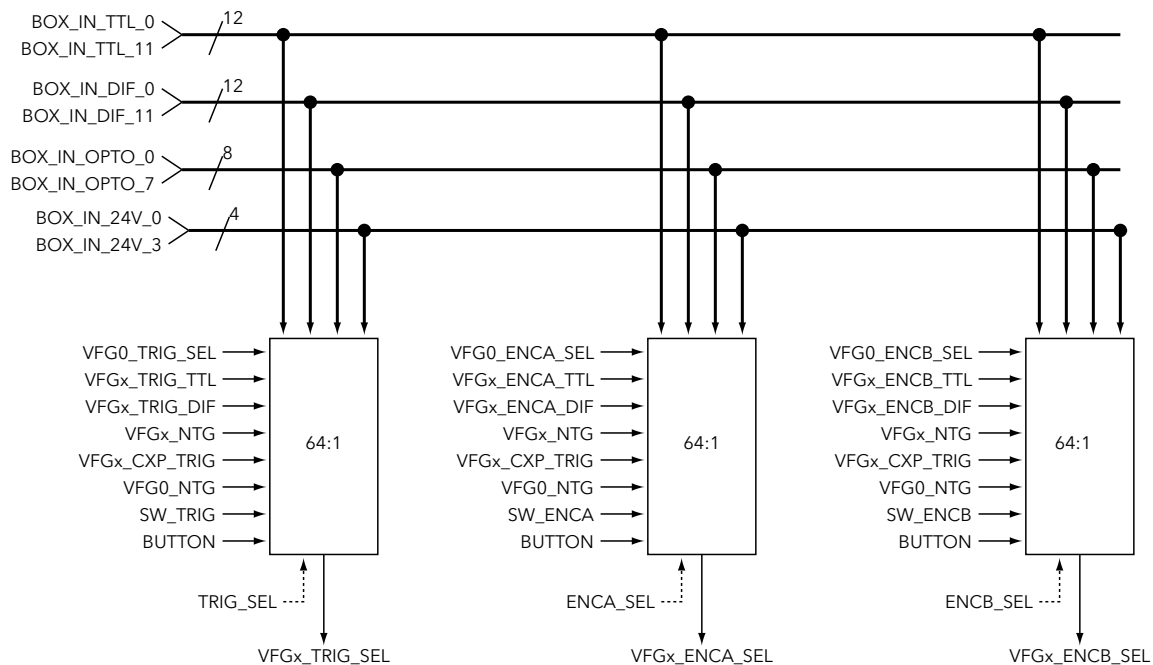 BOX_IN_TTL_0
12
BOX_IN_TTL_11
BOX_IN_DIF_0
12
BOX_IN_DIF_11
BOX_IN_OPTO_0
8
BOX_IN_OPTO_7
BOX_IN_24V_0
4
BOX_IN_24V_3
VFG0_TRIG_SEL
VFGx_TRIG_TTL
VFGx_TRIG_DIF
VFGx_NTG
VFGx_CXP_TRIG
VFG0_NTG
SW_TRIG
BUTTON
64:1
TRIG_SEL
VFGx_TRIG_SEL
VFG0_ENCA_SEL
VFGx_ENCA_TTL
VFGx_ENCA_DIF
VFGx_NTG
VFGx_CXP_TRIG
VFG0_NTG
SW_ENCA
BUTTON
64:1
ENCA_SEL
VFGx_ENCA_SEL
VFG0_ENCB_SEL
VFGx_ENCB_TTL
VFGx_ENCB_DIF
VFGx_NTG
VFGx_CXP_TRIG
VFG0_NTG
SW_ENCB
BUTTON
64:1
ENCB_SEL
VFGx_ENCB_SEL